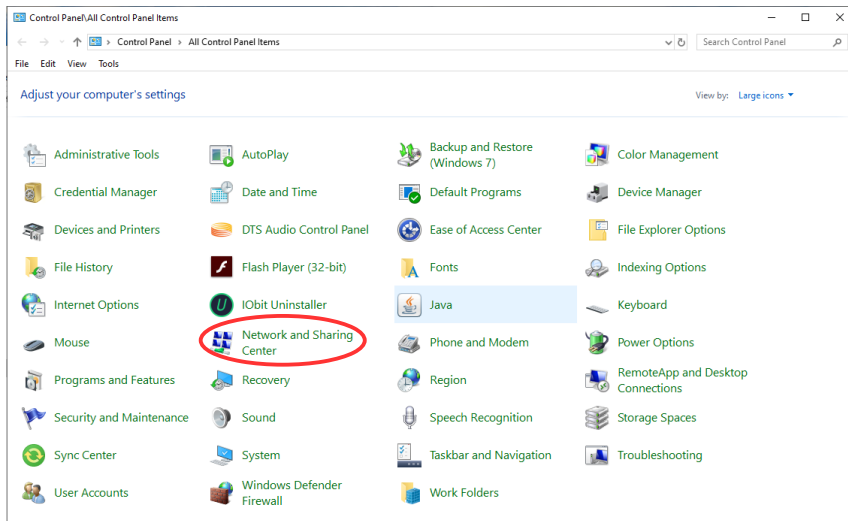 Control Panel\All Control Panel Items
Control Panel > All Control Panel Items
Search Control Panel
File Edit View Tools
Adjust your computer's settings
View by: Large icons
Administrative Tools
AutoPlay
Backup and Restore
(Windows 7)
Color Management
Credential Manager
Date and Time
Default Programs
Device Manager
Devices and Printers
DTS Audio Control Panel
Ease of Access Center
File Explorer Options
File History
Flash Player (32-bit)
Fonts
Indexing Options
Internet Options
IObit Uninstaller
Java
Keyboard
Mouse
Network and Sharing
Center
Phone and Modem
Power Options
Programs and Features
Recovery
Region
RemoteApp and Desktop
Connections
Security and Maintenance
Sound
Speech Recognition
Storage Spaces
Sync Center
System
Taskbar and Navigation
Troubleshooting
User Accounts
Windows Defender
Firewall
Work Folders